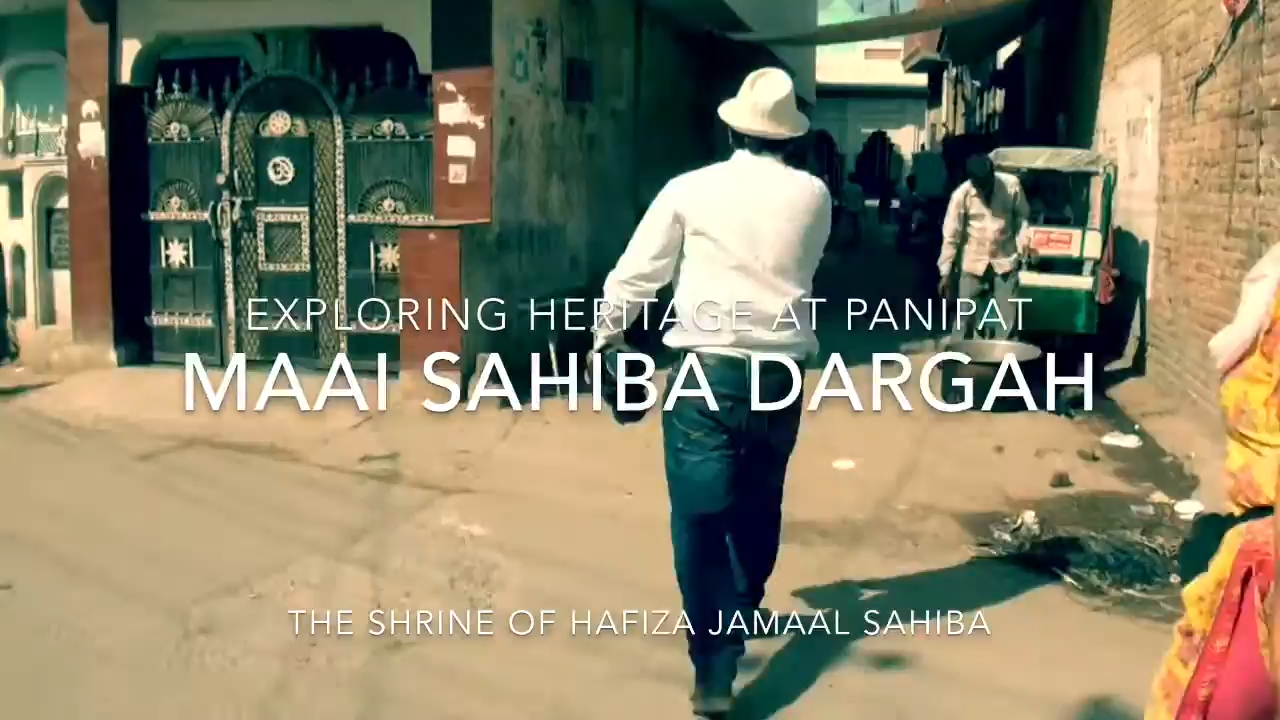 EXPLORING HERITAGE AT PANIPAT
MAAI SAHIBA DARGAH
THE SHRINE OF HAFIZA JAMAAL SAHIBA